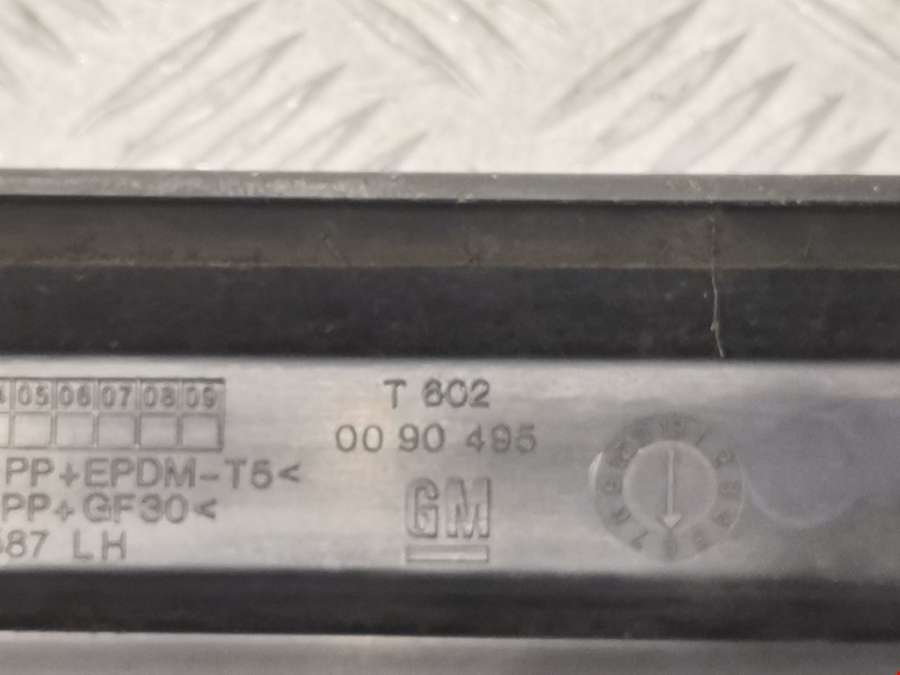 05 06 07 08 09
PP+EPDM-T5<
PP+GF30<
87 LH
T 602
00 90 495
GM